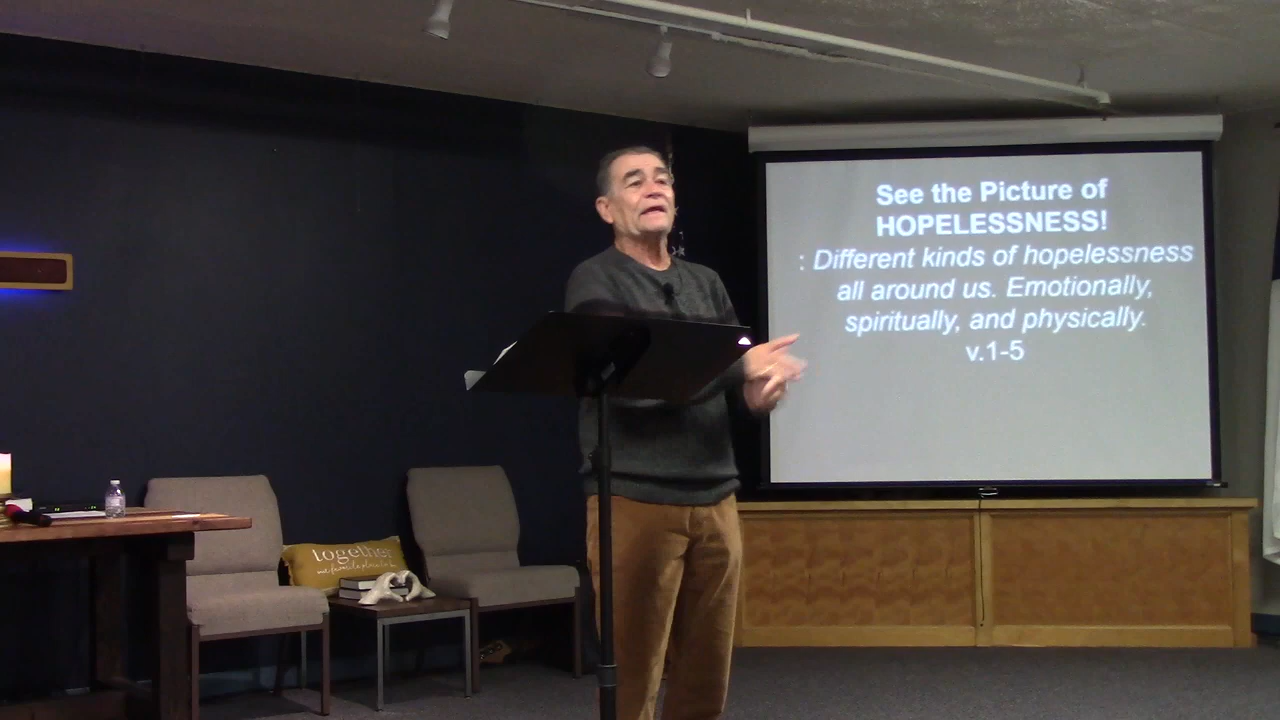 See the Picture of
HOPELESSNESS!
: Different kinds of hopelessness
all around us. Emotionally,
spiritually, and physically.
v.1-5
together